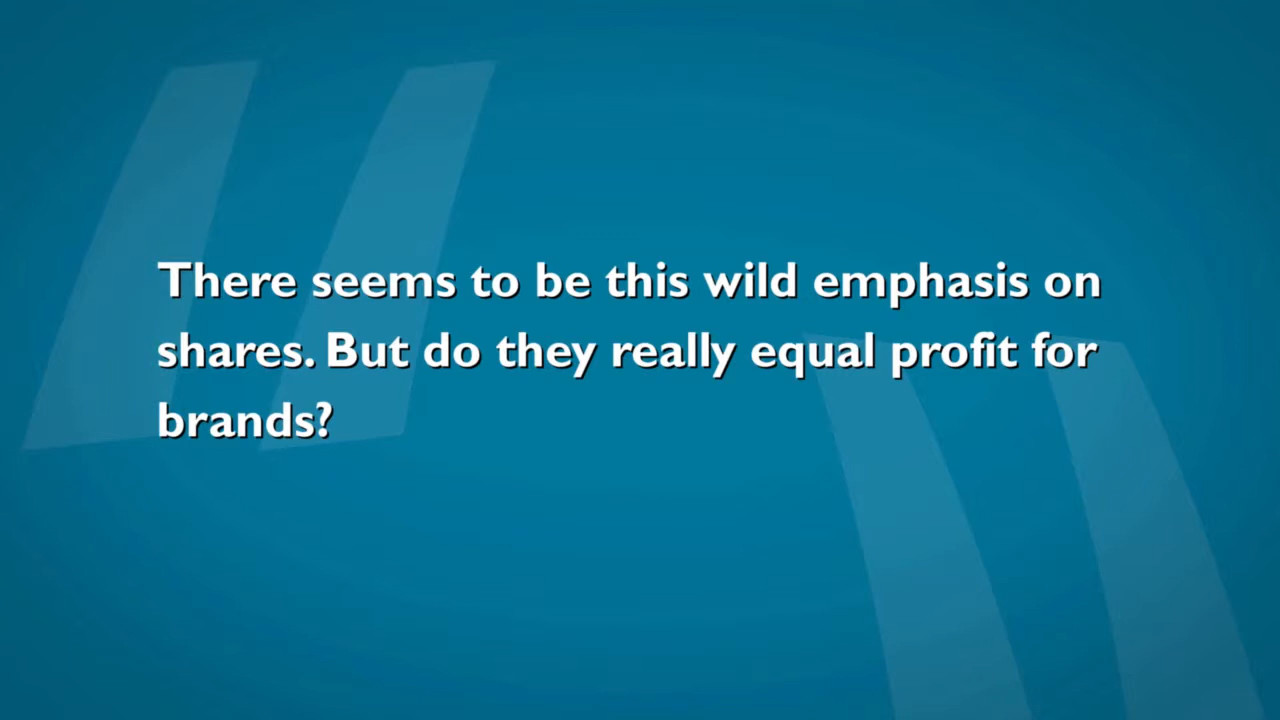 There seems to be this wild emphasis on
shares. But do they really equal profit for
brands?